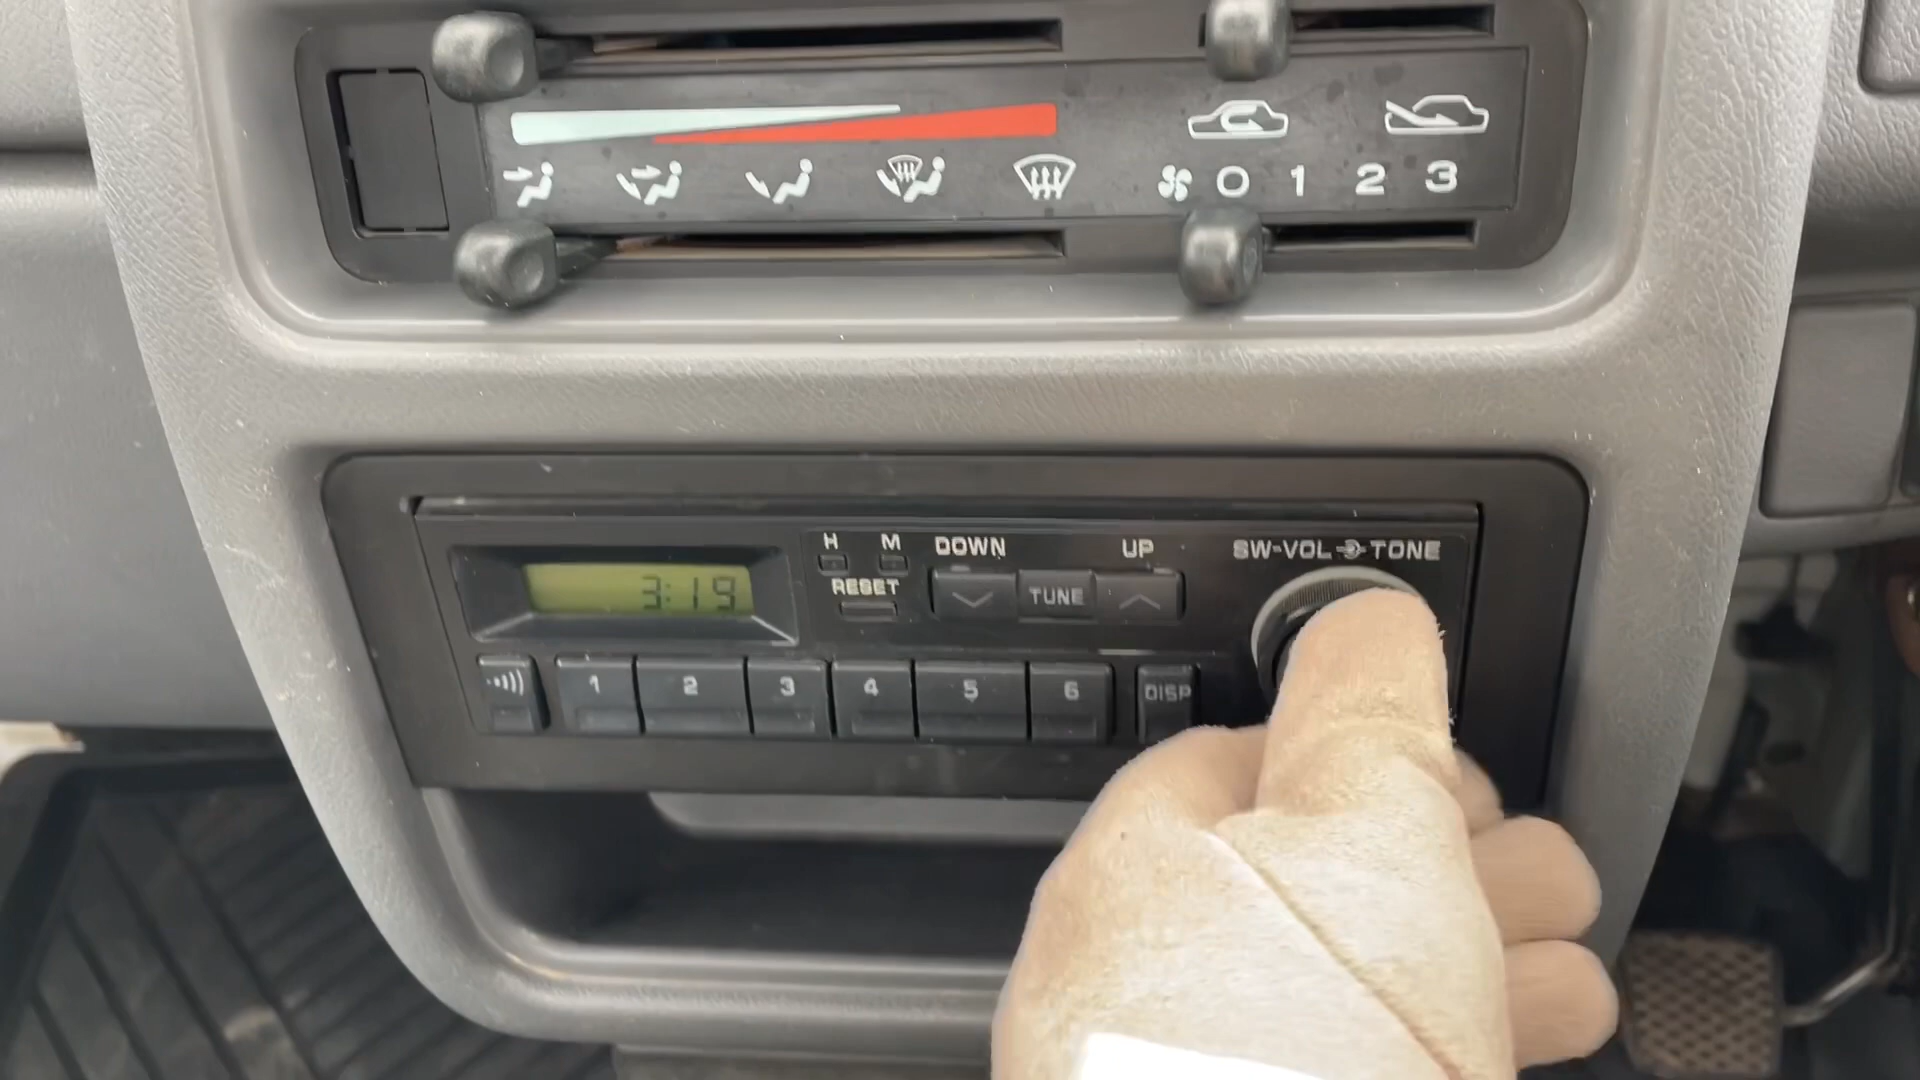 0 1 2 3
H M DOWN UP SW-VOL TONE
3:19 RESET TUNE
1 2 3 4 5 6 DISP